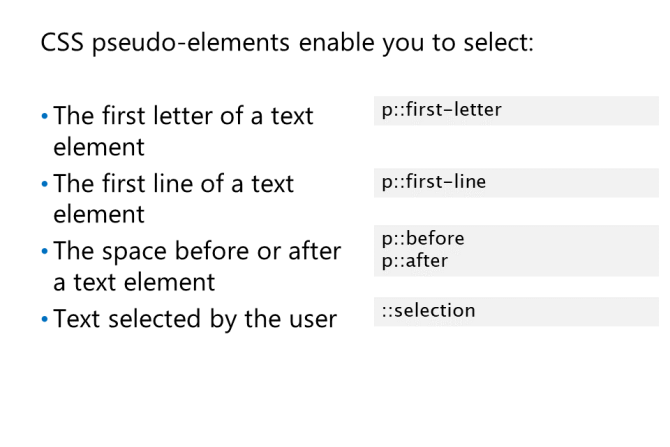 CSS pseudo-elements enable you to select:
• The first letter of a text
element
p::first-letter
• The first line of a text
element
p::first-line
• The space before or after
a text element
p::before
p::after
• Text selected by the user
::selection